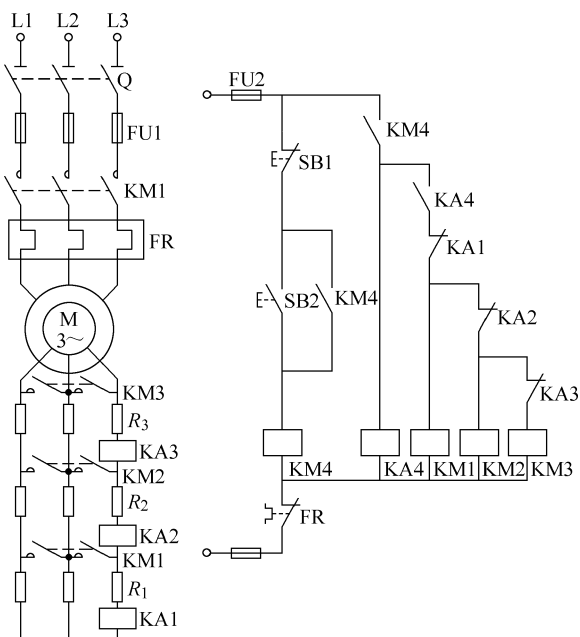 L1 L2 L3
Q
FU1
KM1
FR
M
3~
KM3
R3
KA3
KM2
R2
KA2
KM1
R1
KA1
FU2
KM4
SB1
KA4
KA1
SB2 KM4
KA2
KA3
KM4 KA4 KM1 KM2 KM3
FR